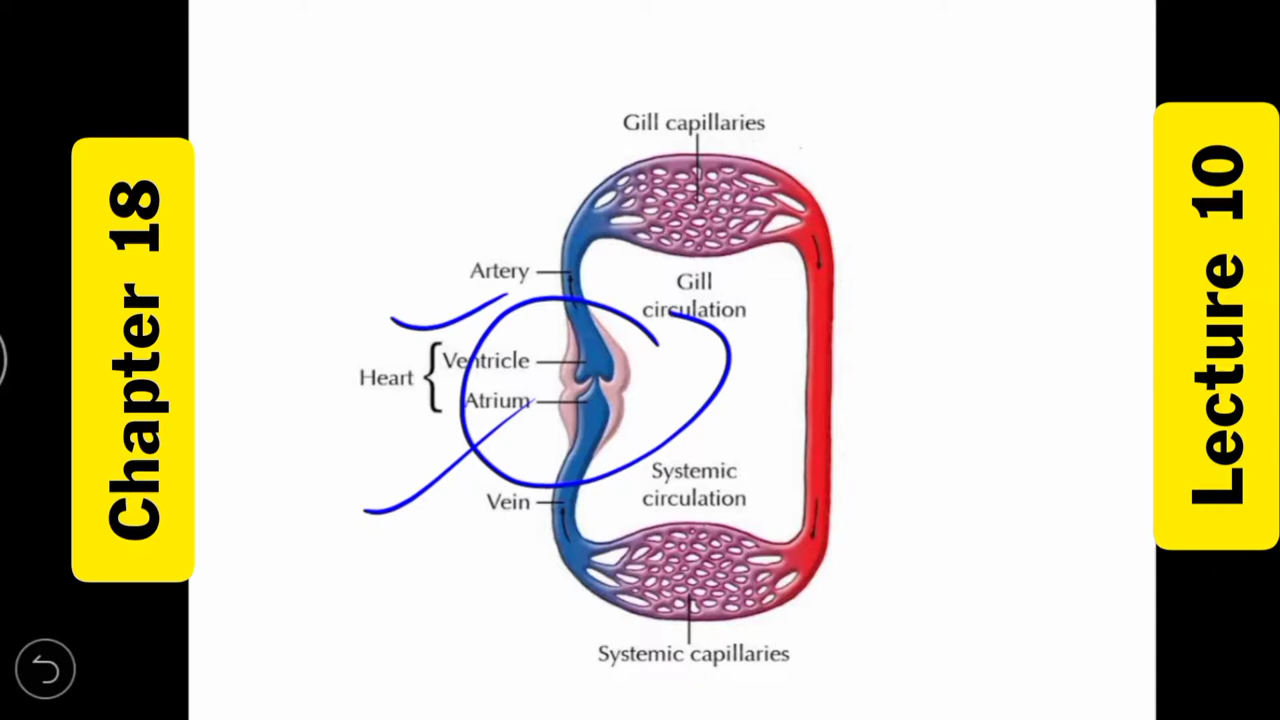 Chapter 18
Gill capillaries
Artery
Gill
circulation
Heart
Ventricle
Atrium
Systemic
circulation
Vein
Systemic capillaries
Lecture 10